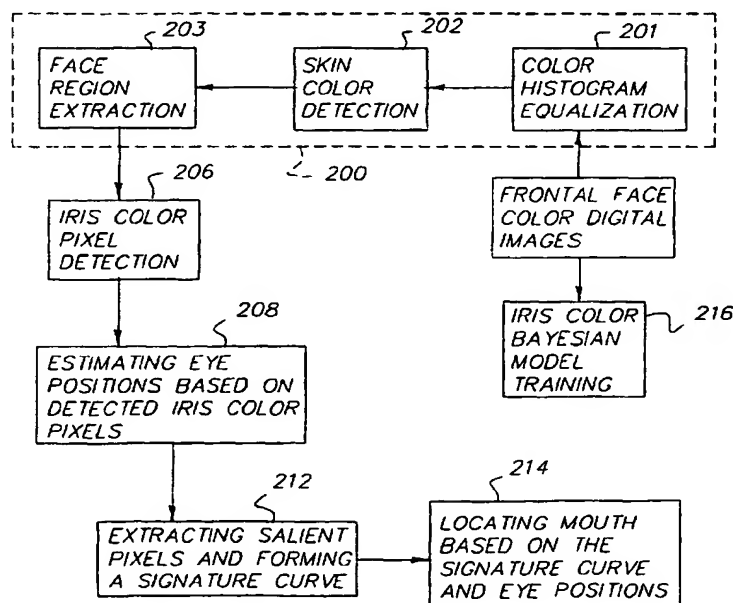 203
202
201
FACE
REGION
EXTRACTION
SKIN
COLOR
DETECTION
COLOR
HISTOGRAM
EQUALIZATION
200
206
IRIS COLOR
PIXEL
DETECTION
FRONTAL FACE
COLOR DIGITAL
IMAGES
208
ESTIMATING EYE
POSITIONS BASED ON
DETECTED IRIS COLOR
PIXELS
IRIS COLOR
BAYESIAN
MODEL
TRAINING
216
212
EXTRACTING SALIENT
PIXELS AND FORMING
A SIGNATURE CURVE
214
LOCATING MOUTH
BASED ON THE
SIGNATURE CURVE
AND EYE POSITIONS